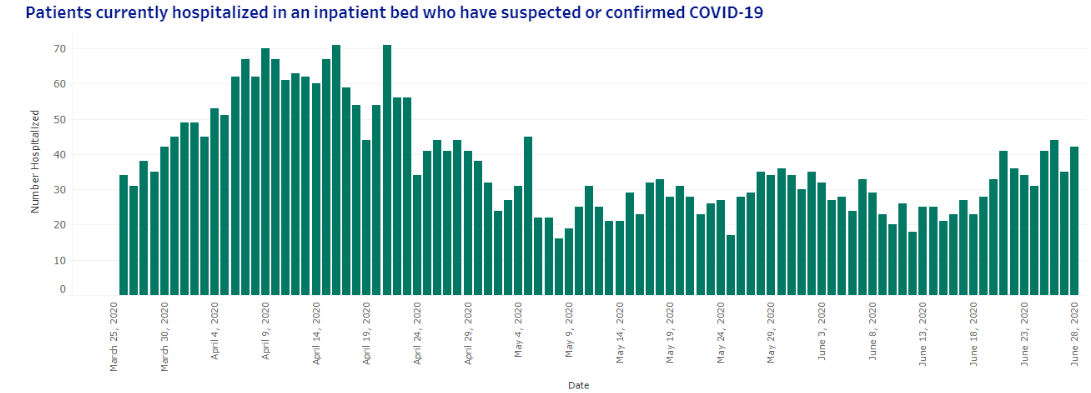 Patients currently hospitalized in an inpatient bed who have suspected or confirmed COVID-19
70
60
50
40
30
20
10
0
Number Hospitalized
March 25, 2020
March 30, 2020
April 4, 2020
April 9, 2020
April 14, 2020
April 19, 2020
April 24, 2020
April 29, 2020
May 4, 2020
May 9, 2020
May 14, 2020
May 19, 2020
May 24, 2020
May 29, 2020
June 3, 2020
June 8, 2020
June 13, 2020
June 18, 2020
June 23, 2020
June 28, 2020
Date